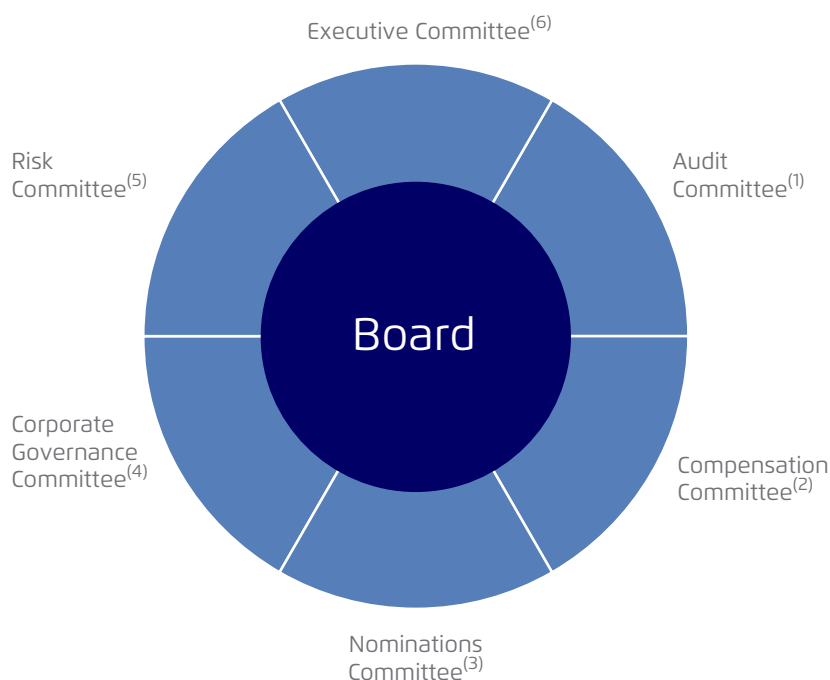 Executive Committee(6)
Risk
Committee(5)
Audit
Committee(1)
Board
Corporate
Governance
Committee(4)
Compensation
Committee(2)
Nominations
Committee(3)